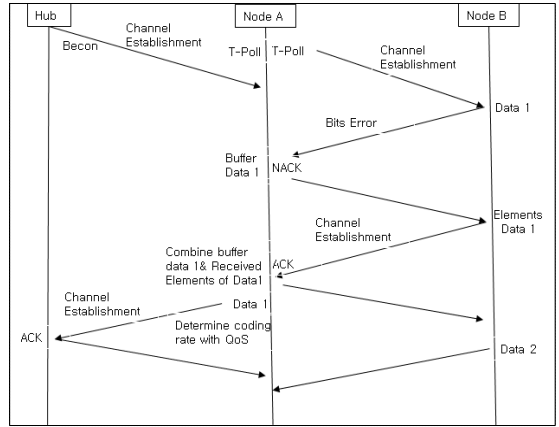 Hub
Node A
Node B
Channel
Establishment
Becon
T-Poll
T-Poll
Channel
Establishment
Data 1
Bits Error
Buffer
Data 1
NACK
Elements
Data 1
Channel
Establishment
Combine buffer
data 1& Received
Elements of Data1
ACK
Channel
Establishment
Data 1
Determine coding
rate with QoS
ACK
Data 2